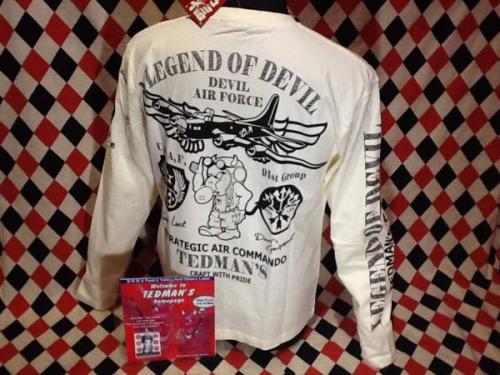 LEGEND OF DEVIL
DEVIL
AIR FORCE
91st Group
STRATEGIC AIR COMMANDO
TEDMAN'S
CRAFT WITH PRIDE
LEGEND OF DEVIL
TEDMAN
Welcome to
TEDMAN'S
homepage